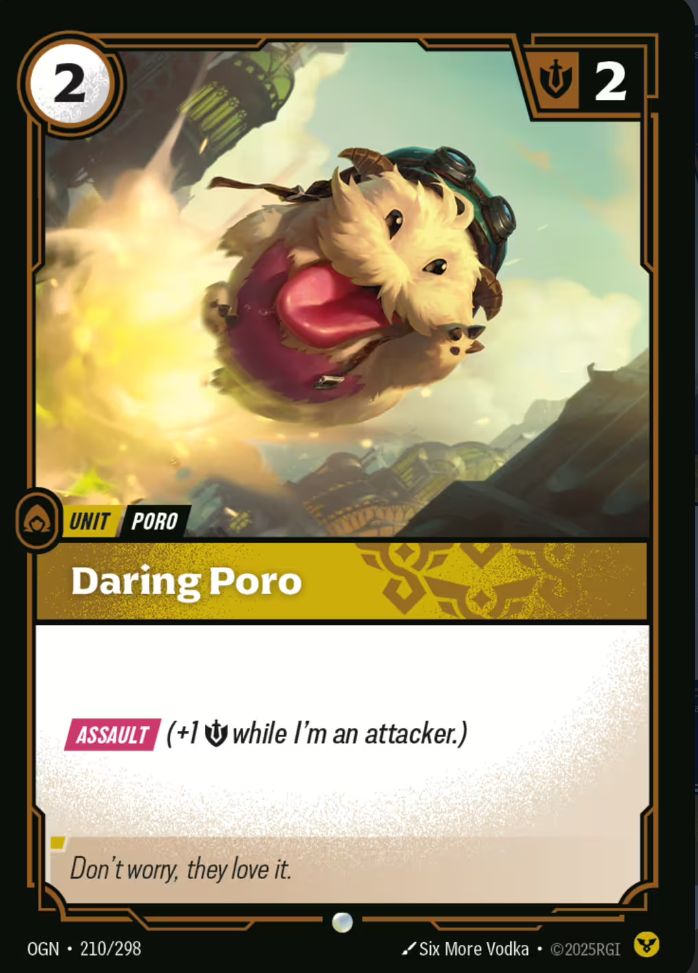 2
2
UNIT PORO
Daring Poro
ASSAULT (+1 while I'm an attacker.)
Don't worry, they love it.
OGN • 210/298
Six More Vodka • ©2025RGI